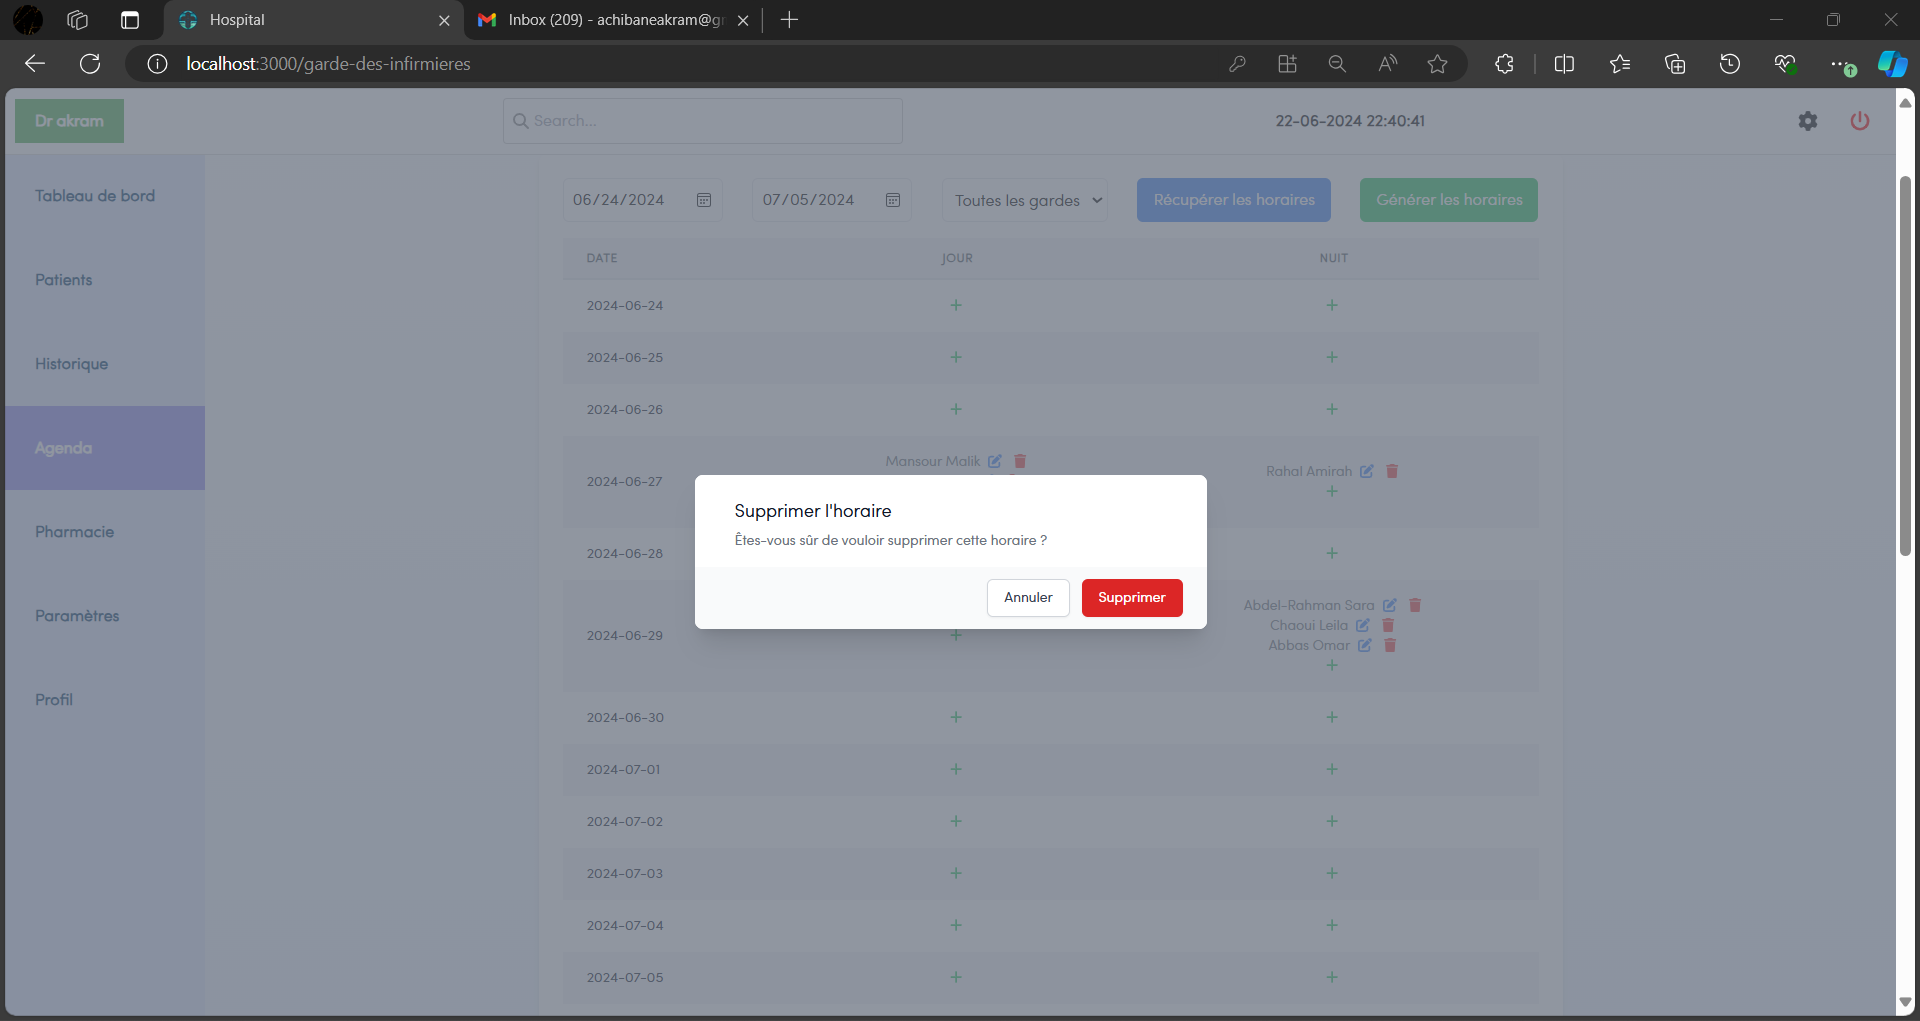 Hospital
Inbox (209) - achibaneakram@g
localhost:3000/garde-des-infirmieres
Dr akram
Search...
22-06-2024 22:40:41
Tableau de bord
Patients
Historique
Agenda
Pharmacie
Paramètres
Profil
06/24/2024
07/05/2024
Toutes les gardes
Récupérer les horaires
Générer les horaires
DATE JOUR NUIT
2024-06-24 + +
2024-06-25 + +
2024-06-26 + +
2024-06-27 Mansour Malik Rahal Amirah
+
2024-06-28 +
2024-06-29 + Abdel-Rahman Sara
Chaoui Leila
Abbas Omar
+
2024-06-30 + +
2024-07-01 + +
2024-07-02 + +
2024-07-03 + +
2024-07-04 + +
2024-07-05 + +
Supprimer l'horaire
Êtes-vous sûr de vouloir supprimer cette horaire ?
Annuler
Supprimer